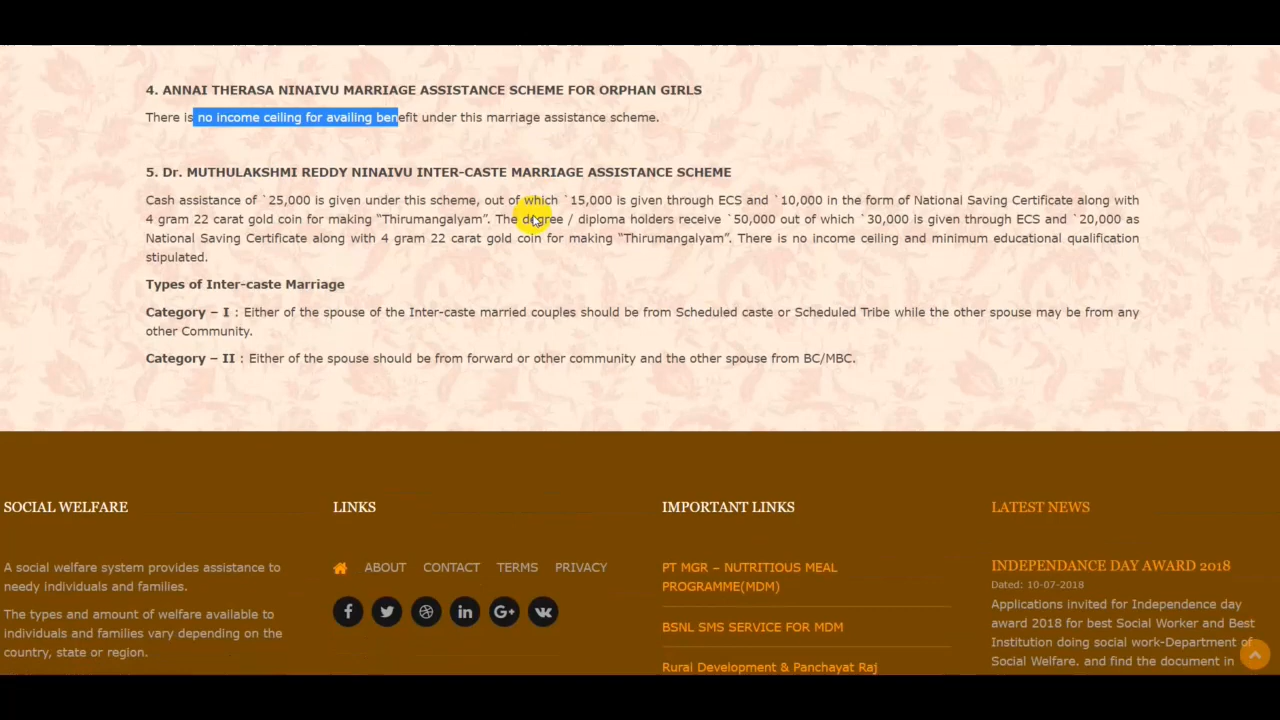 4. ANNAI THERASA NINAIVU MARRIAGE ASSISTANCE SCHEME FOR ORPHAN GIRLS
There is no income ceiling for availing benefit under this marriage assistance scheme.
5. Dr. MUTHULAKSHMI REDDY NINAIVU INTER-CASTE MARRIAGE ASSISTANCE SCHEME
Cash assistance of `25,000 is given under this scheme, out of which `15,000 is given through ECS and `10,000 in the form of National Saving Certificate along with
4 gram 22 carat gold coin for making “Thirumangalyam”. The degree / diploma holders receive `50,000 out of which `30,000 is given through ECS and `20,000 as
National Saving Certificate along with 4 gram 22 carat gold coin for making “Thirumangalyam”. There is no income ceiling and minimum educational qualification
stipulated.
Types of Inter-caste Marriage
Category – I : Either of the spouse of the Inter-caste married couples should be from Scheduled caste or Scheduled Tribe while the other spouse may be from any
other Community.
Category – II : Either of the spouse should be from forward or other community and the other spouse from BC/MBC.
SOCIAL WELFARE
A social welfare system provides assistance to
needy individuals and families.
The types and amount of welfare available to
individuals and families vary depending on the
country, state or region.
LINKS
ABOUT CONTACT TERMS PRIVACY
IMPORTANT LINKS
PT MGR – NUTRITIOUS MEAL
PROGRAMME(MDM)
BSNL SMS SERVICE FOR MDM
Rural Development & Panchayat Raj
LATEST NEWS
INDEPENDANCE DAY AWARD 2018
Dated: 10-07-2018
Applications invited for Independence day
award 2018 for best Social Worker and Best
Institution doing social work-Department of
Social Welfare. and find the document in